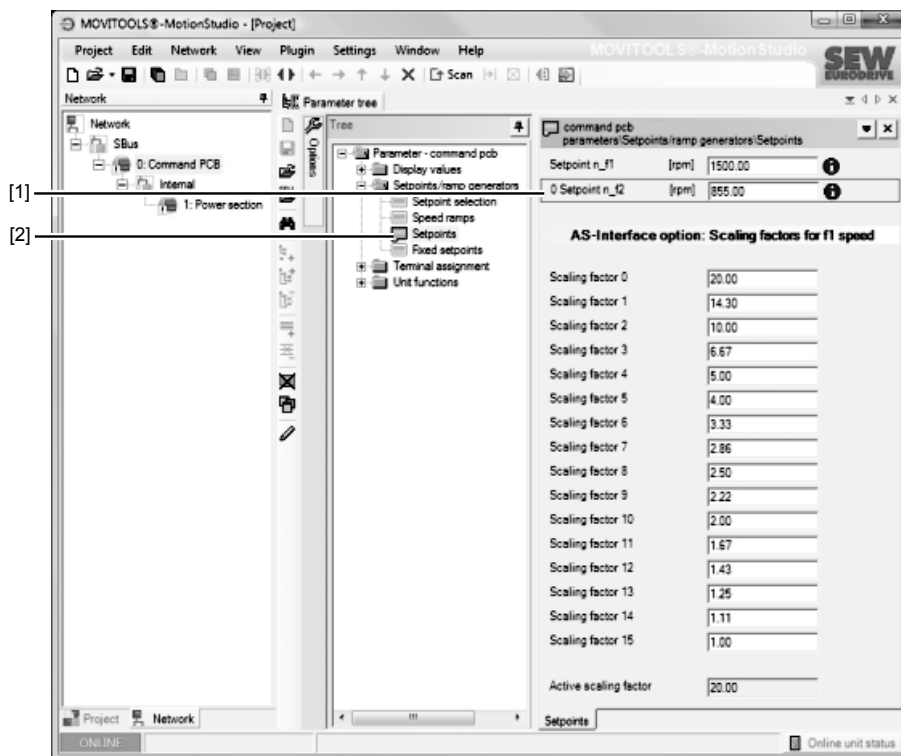 MOVITOOLS®-MotionStudio - [Project]
Project Edit Network View Plugin Settings Window Help
MOVITOOLS®-MotionStudio
SEW
EURODRIVE
Scan
Network
Parameter tree
Network
SBus
0: Command PCB
Internal
1: Power section
Options
Tree
Parameter - command pcb
Display values
Setpoints/ramp generators
Setpoint selection
Speed ramps
Setpoints
Fixed setpoints
Terminal assignment
Unit functions
[1]
[2]
command pcb
parameters\Setpoints/ramp generators\Setpoints
Setpoint n_f1 [rpm] 1500.00
0 Setpoint n_f2 [rpm] 855.00
AS-Interface option: Scaling factors for f1 speed
Scaling factor 0 20.00
Scaling factor 1 14.30
Scaling factor 2 10.00
Scaling factor 3 6.67
Scaling factor 4 5.00
Scaling factor 5 4.00
Scaling factor 6 3.33
Scaling factor 7 2.86
Scaling factor 8 2.50
Scaling factor 9 2.22
Scaling factor 10 2.00
Scaling factor 11 1.67
Scaling factor 12 1.43
Scaling factor 13 1.25
Scaling factor 14 1.11
Scaling factor 15 1.00
Active scaling factor 20.00
Project Network
Setpoints
ONLINE
Online unit status